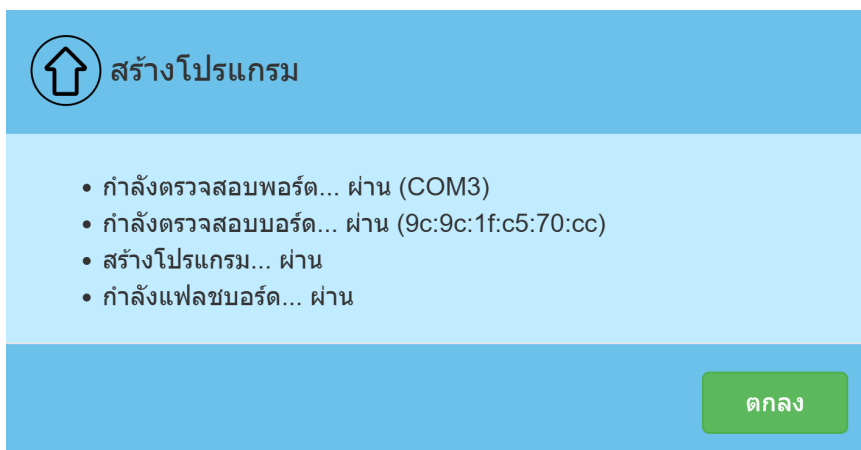 สร้างโปรแกรม
กำลังตรวจสอบพอร์ต... ผ่าน (COM3)
กำลังตรวจสอบบอร์ด... ผ่าน (9c:9c:1f:c5:70:cc)
สร้างโปรแกรม... ผ่าน
กำลังแฟลชบอร์ด... ผ่าน
ตกลง